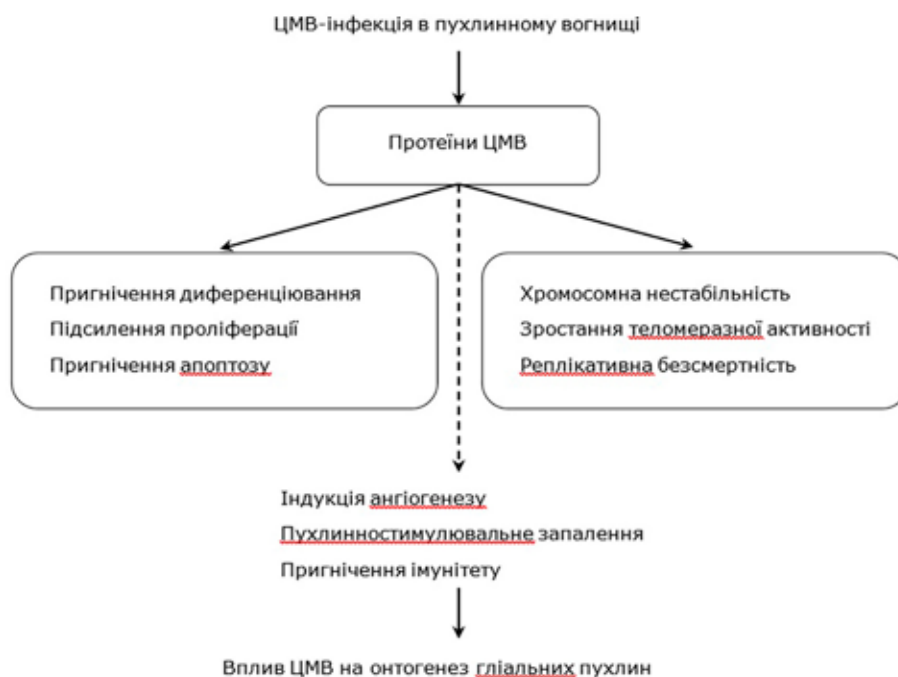 ЦМВ-інфекція в пухлинному вогнищі
Протеїни ЦМВ
Пригнічення диференціювання
Підсилення проліферації
Пригнічення апоптозу
Хромосомна нестабільність
Зростання теломеразної активності
Реплікативна безсмертність
Індукція ангіогенезу
Пухлинностимулювальне запалення
Пригнічення імунітету
Вплив ЦМВ на онтогенез гліальних пухлин